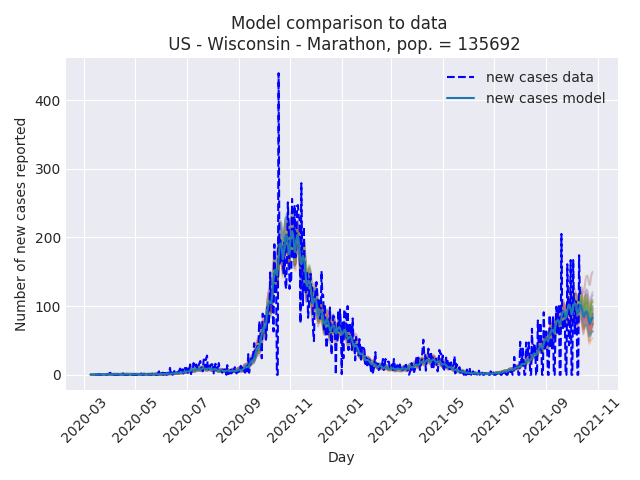 Model comparison to data
US - Wisconsin - Marathon, pop. = 135692
new cases data
new cases model
Number of new cases reported
400
300
200
100
0
2020-03
2020-05
2020-07
2020-09
2020-11
2021-01
2021-03
2021-05
2021-07
2021-09
2021-11
Day